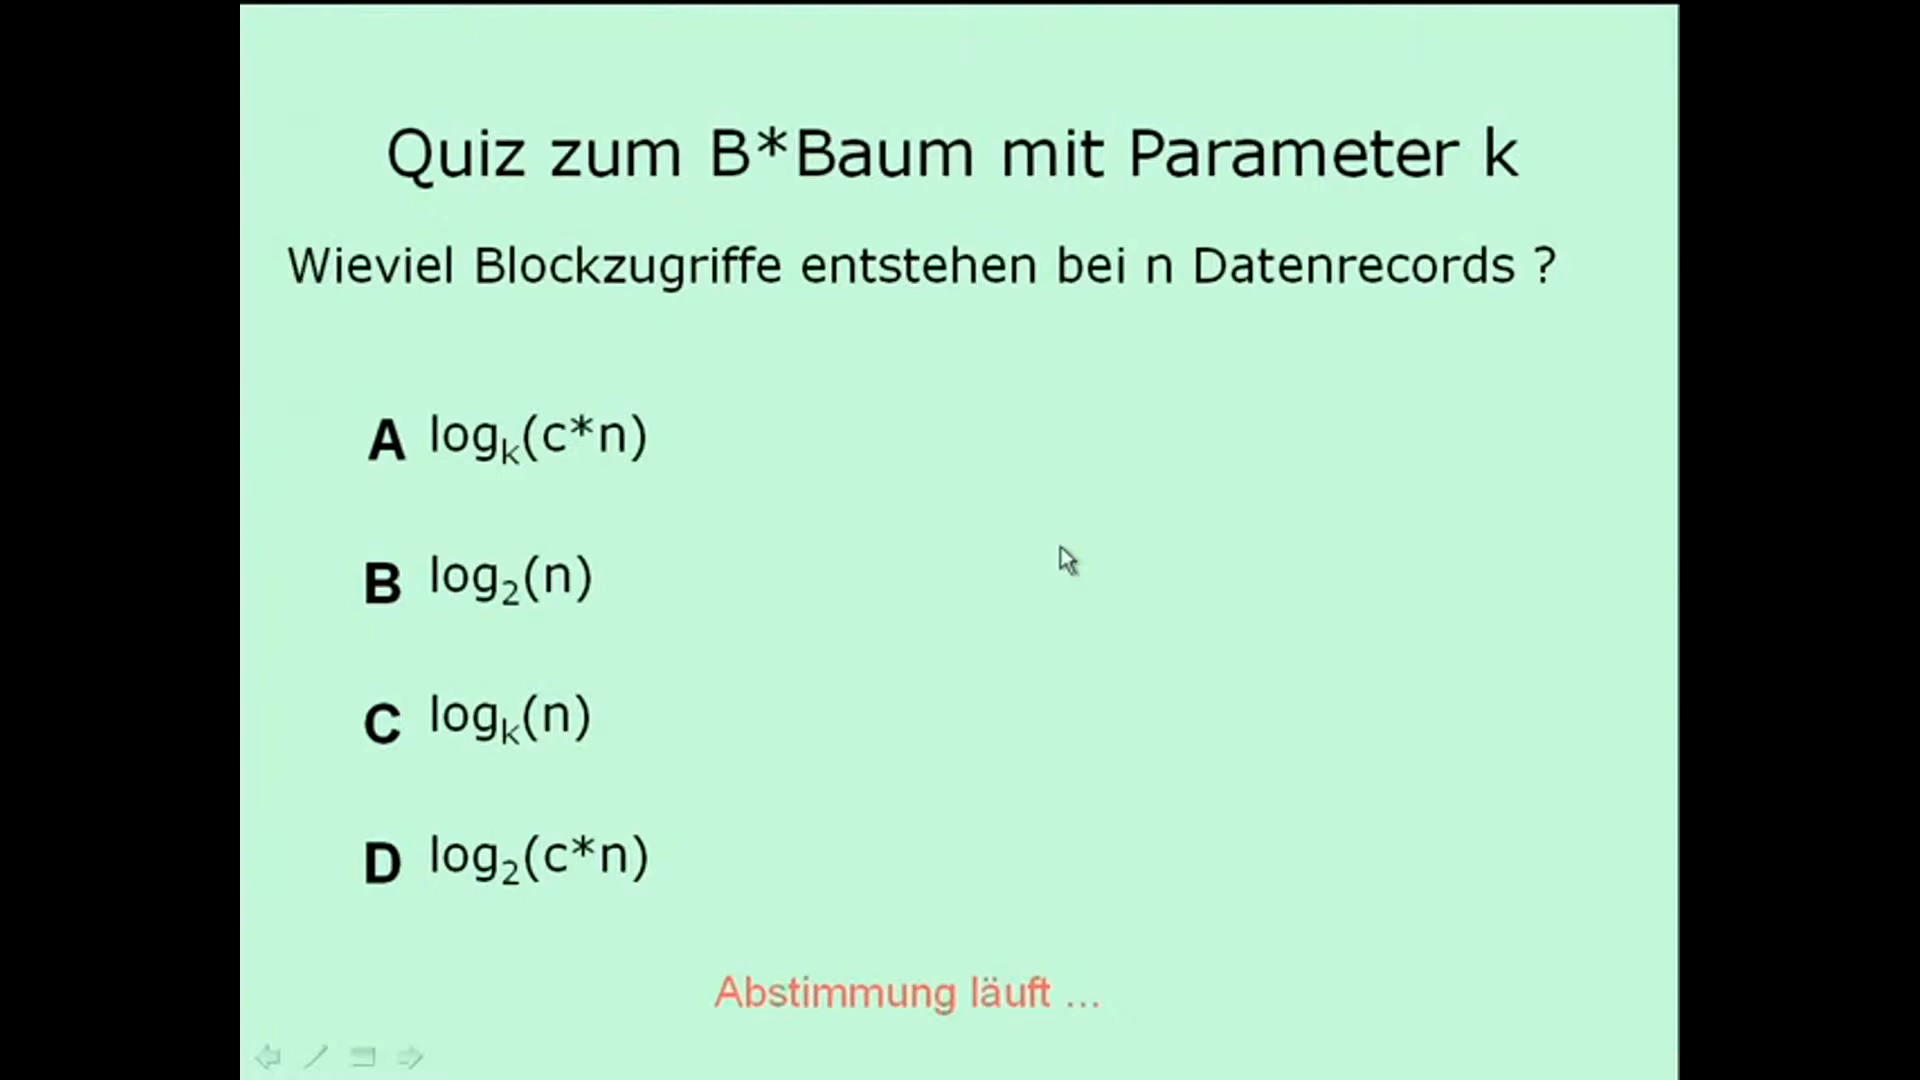 Quiz zum B*Baum mit Parameter k
Wieviel Blockzugriffe entstehen bei n Datenrecords ?
A logₖ(c*n)
B log₂(n)
C logₖ(n)
D log₂(c*n)
Abstimmung läuft ...